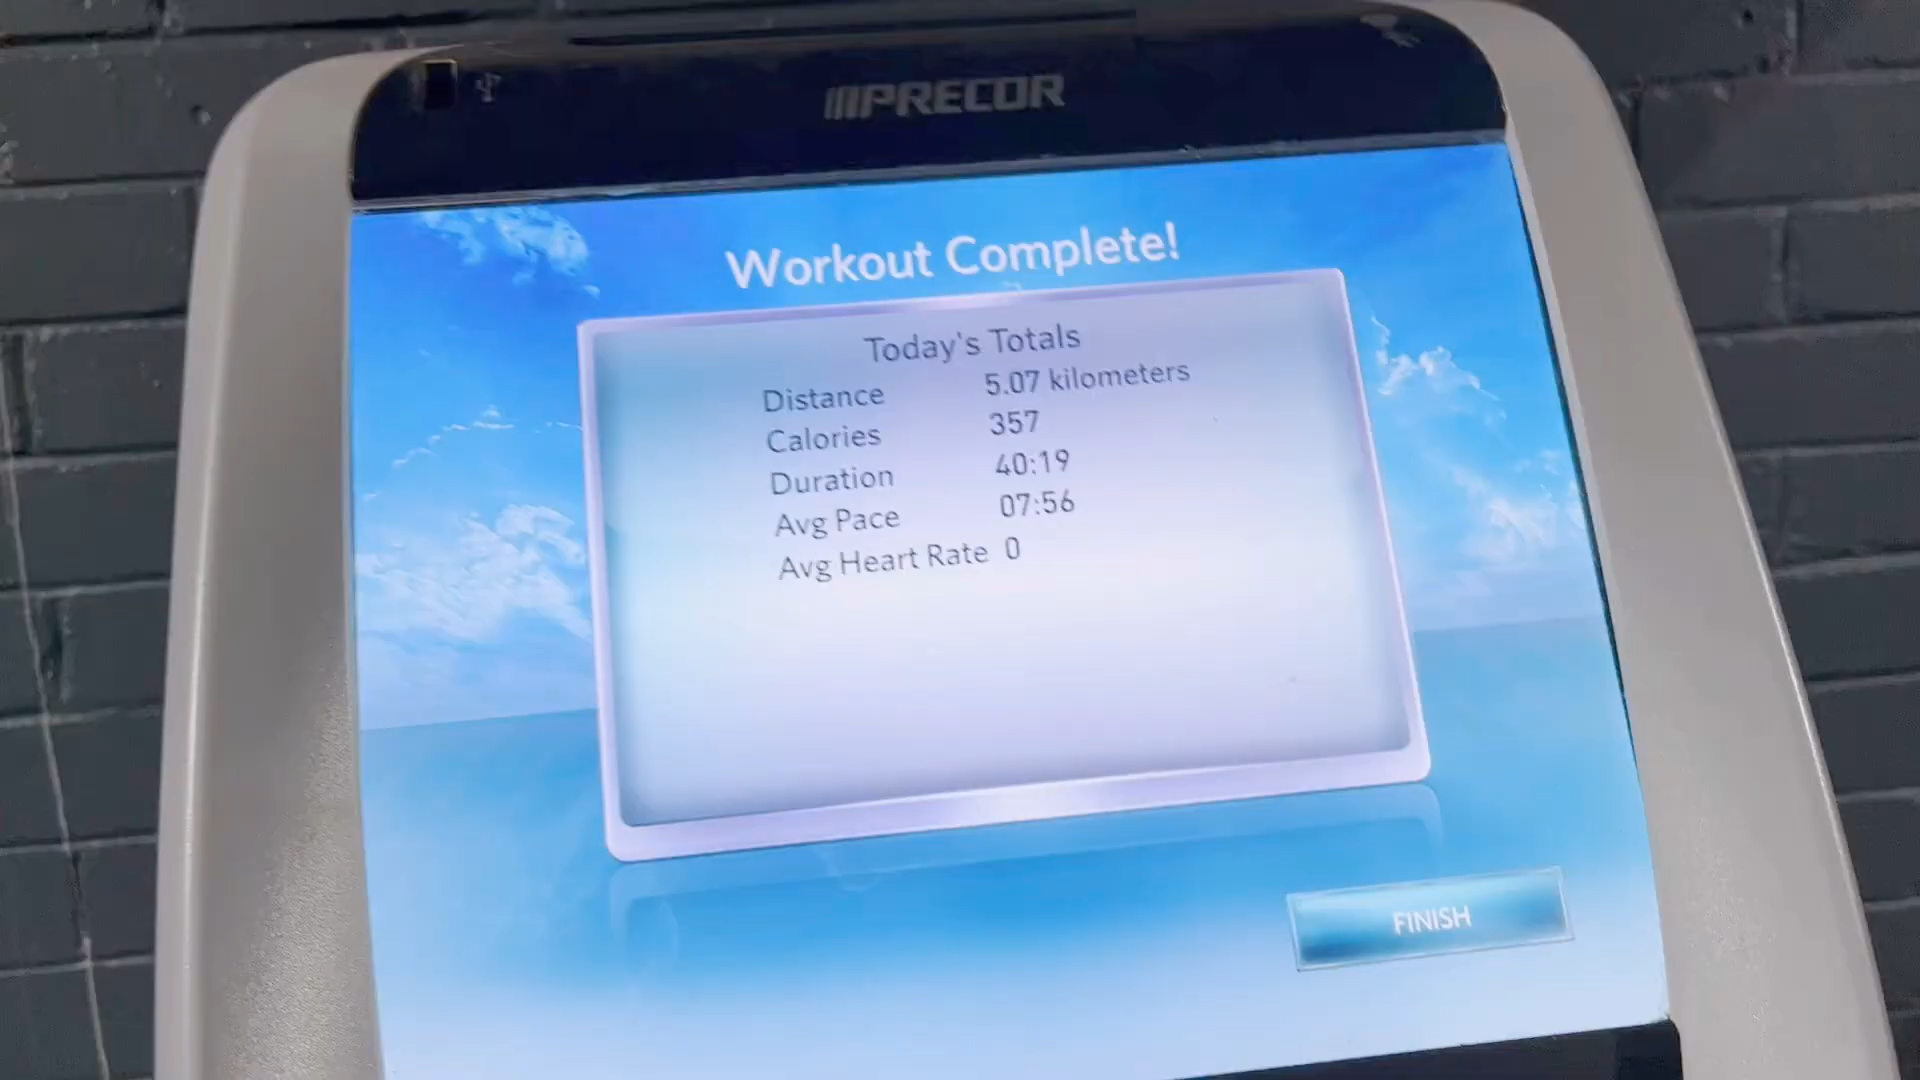 PRECOR
Workout Complete!
Today's Totals
Distance 5.07 kilometers
Calories 357
Duration 40:19
Avg Pace 07:56
Avg Heart Rate 0
FINISH